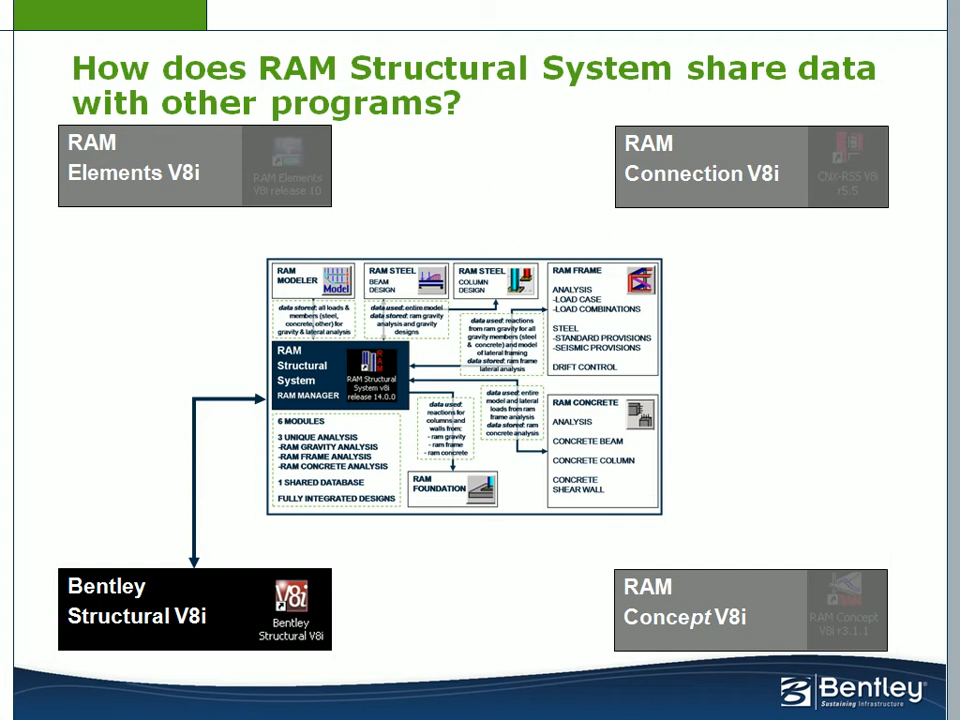 How does RAM Structural System share data
with other programs?
RAM
Elements V8i
RAM Elements
V8i release 10
RAM
Connection V8i
CNX-RSS V8i
r5.5
RAM
MODELER
Model
RAM STEEL
BEAM
DESIGN
RAM STEEL
COLUMN
DESIGN
RAM FRAME
ANALYSIS
-LOAD CASE
-LOAD COMBINATIONS
STEEL
-STANDARD PROVISIONS
-SEISMIC PROVISIONS
DRIFT CONTROL
data stored: all loads &
members (steel,
concrete, other) for
gravity & lateral analysis
data used: entire model
data stored: ram gravity
analysis and gravity
designs
data used: reactions
from ram gravity for all
gravity members (steel
& concrete) and model
of lateral framing
data stored: ram frame
lateral analysis
RAM
Structural
System
RAM MANAGER
RAM Structural
System v8i
release 14.0.0
data used: entire
model and lateral
loads from ram
frame analysis
data stored: ram
concrete analysis
data used:
reactions for
columns and
walls from:
- ram gravity
- ram frame
- ram concrete
RAM CONCRETE
ANALYSIS
CONCRETE BEAM
CONCRETE COLUMN
CONCRETE
SHEAR WALL
6 MODULES
3 UNIQUE ANALYSIS
-RAM GRAVITY ANALYSIS
-RAM FRAME ANALYSIS
-RAM CONCRETE ANALYSIS
1 SHARED DATABASE
FULLY INTEGRATED DESIGNS
RAM
FOUNDATION
Bentley
Structural V8i
V8i
Bentley
Structural V8i
RAM
Concept V8i
RAM Concept
V8i r3.1.1
Bentley
Sustaining Infrastructure